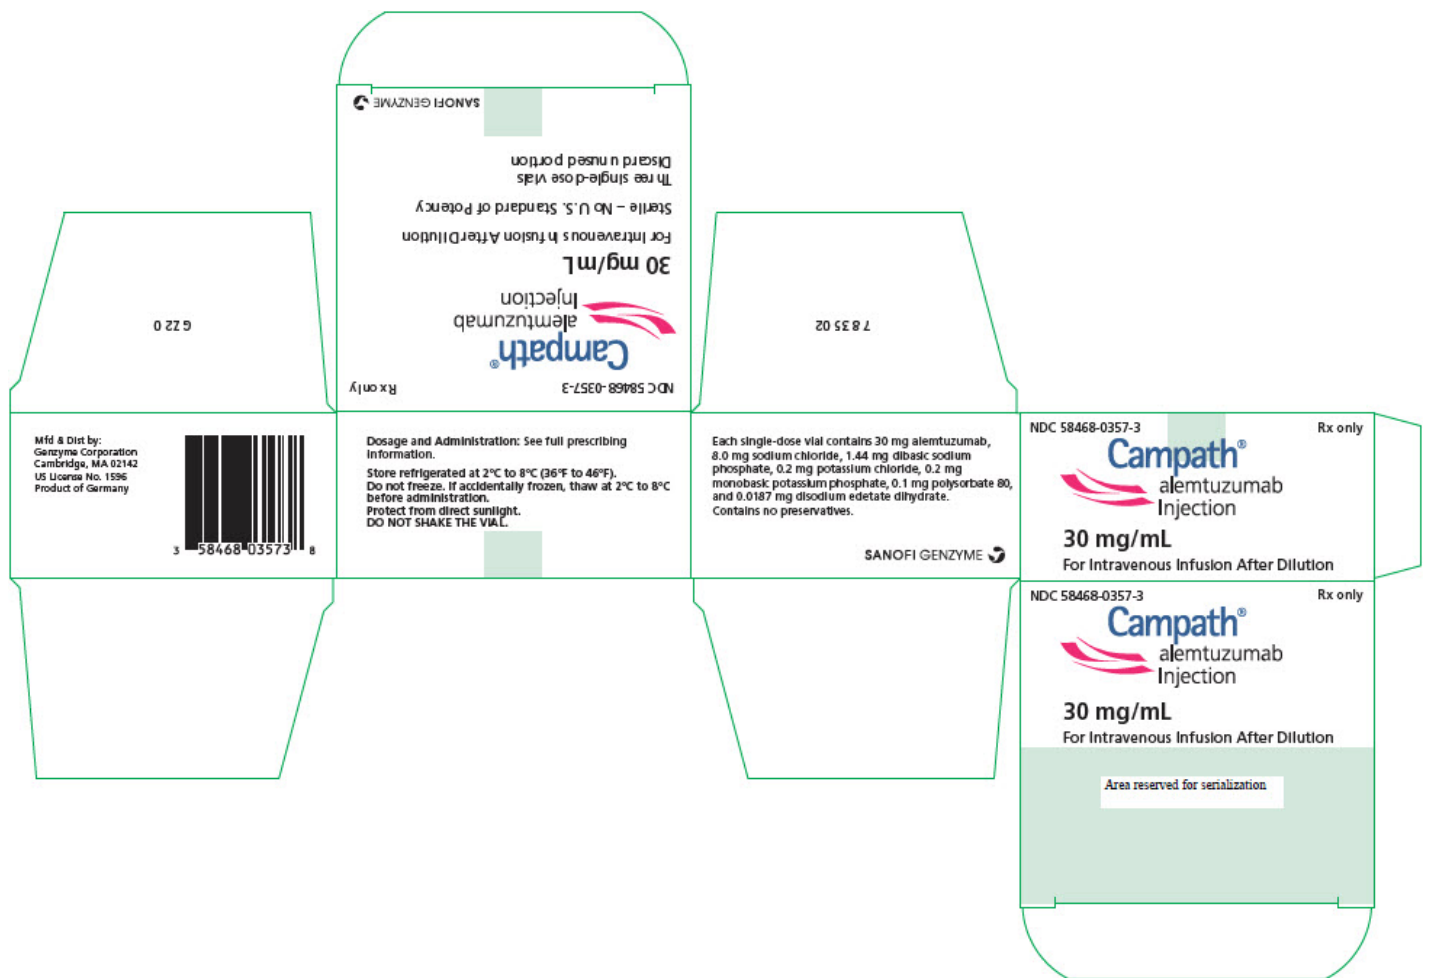 SANOFI GENZYME
NDC 58468-0357-3
Rx only
Campath®
alemtuzumab
Injection
30 mg/mL
For Intravenous Infusion After Dilution
Sterile – No U.S. Standard of Potency
Three single-dose vials
Discard unused portion
G ZZ 0
7 8 35 02
Mfd & Dist by:
Genzyme Corporation
Cambridge, MA 02142
US License No. 1596
Product of Germany
3 58468 03573 8
Dosage and Administration: See full prescribing
information.
Store refrigerated at 2°C to 8°C (36°F to 46°F).
Do not freeze. If accidentally frozen, thaw at 2°C to 8°C
before administration.
Protect from direct sunlight.
DO NOT SHAKE THE VIAL.
Each single-dose vial contains 30 mg alemtuzumab,
8.0 mg sodium chloride, 1.44 mg dibasic sodium
phosphate, 0.2 mg potassium chloride, 0.2 mg
monobasic potassium phosphate, 0.1 mg polysorbate 80,
and 0.0187 mg disodium edetate dihydrate.
Contains no preservatives.
SANOFI GENZYME
NDC 58468-0357-3
Rx only
Campath®
alemtuzumab
Injection
30 mg/mL
For Intravenous Infusion After Dilution
NDC 58468-0357-3
Rx only
Campath®
alemtuzumab
Injection
30 mg/mL
For Intravenous Infusion After Dilution
Area reserved for serialization